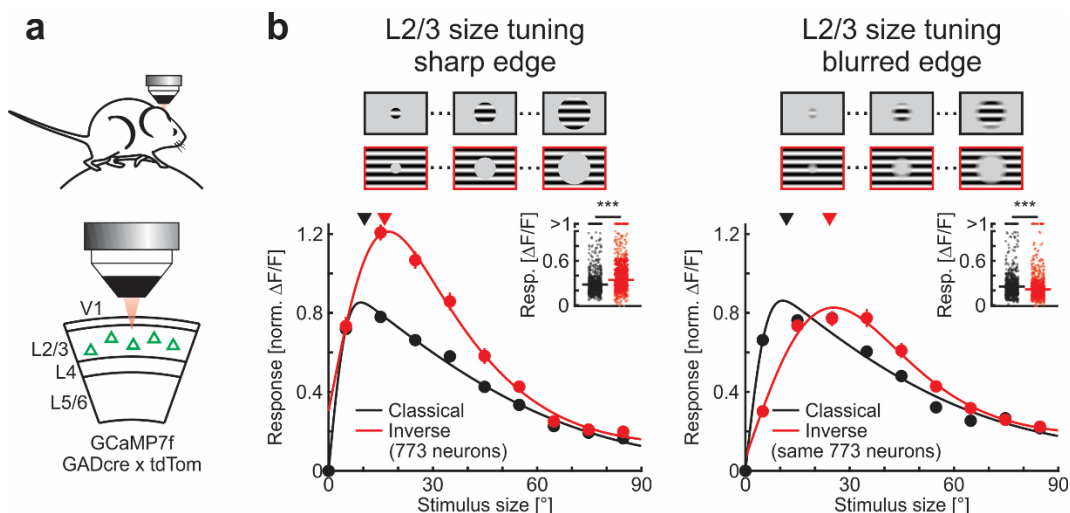 a
V1
L2/3
L4
L5/6
GCaMP7f
GADcre x tdTom
b
L2/3 size tuning
sharp edge
... ...
... ...
Response [norm. ΔF/F]
1.2
0.8
0.4
0
0 30 60 90
Stimulus size [°]
Classical
Inverse
(773 neurons)
***
Resp. [ΔF/F]
>1
0.6
0
L2/3 size tuning
blurred edge
... ...
... ...
Response [norm. ΔF/F]
1.2
0.8
0.4
0
0 30 60 90
Stimulus size [°]
Classical
Inverse
(same 773 neurons)
***
Resp. [ΔF/F]
>1
0.6
0